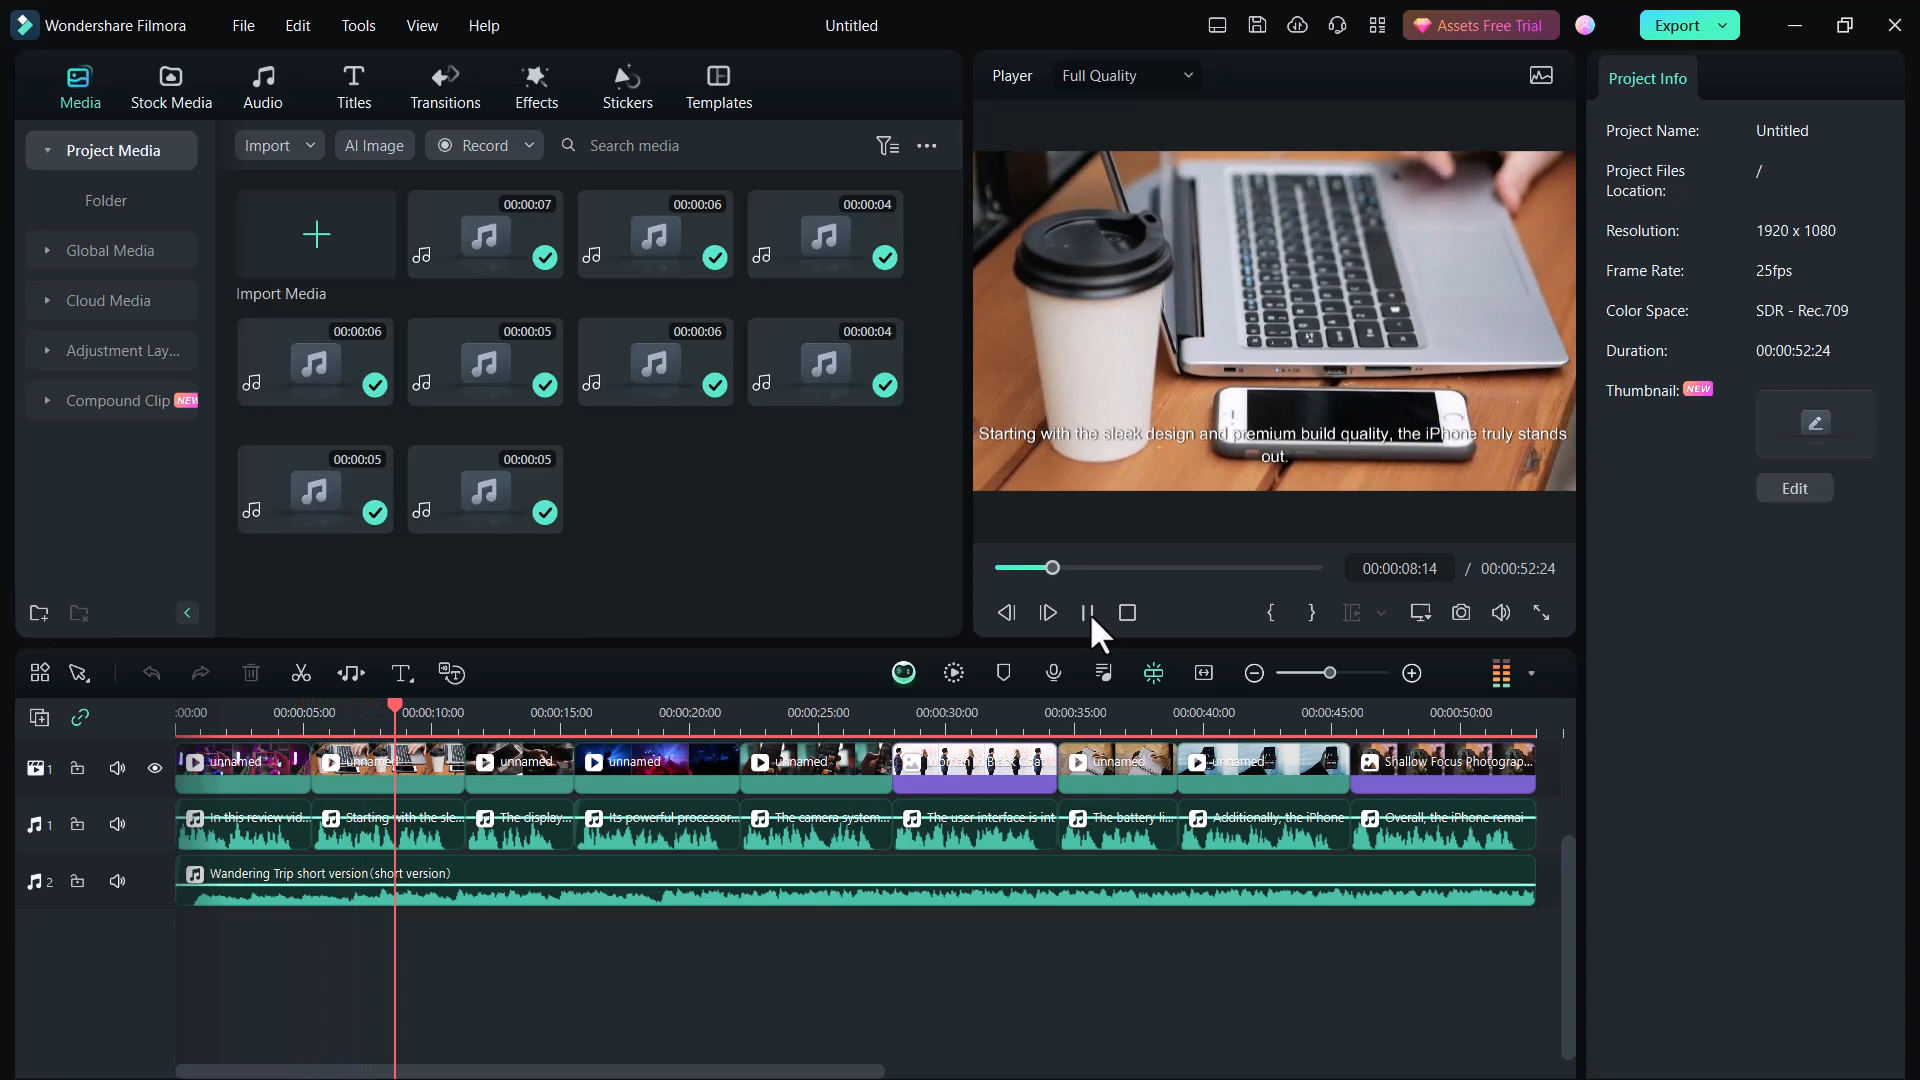 Wondershare Filmora
File
Edit
Tools
View
Help
Untitled
Assets Free Trial
Export
Media
Stock Media
Audio
Titles
Transitions
Effects
Stickers
Templates
Player
Full Quality
Project Info
Project Media
Folder
Global Media
Cloud Media
Adjustment Lay...
Compound Clip
NEW
Import
AI Image
Record
Search media
00:00:07
00:00:06
00:00:04
Import Media
00:00:06
00:00:05
00:00:06
00:00:04
00:00:05
00:00:05
Starting with the sleek design and premium build quality, the iPhone truly stands
out.
00:00:08:14 / 00:00:52:24
Project Name: Untitled
Project Files
Location: /
Resolution: 1920 x 1080
Frame Rate: 25fps
Color Space: SDR - Rec.709
Duration: 00:00:52:24
Thumbnail: NEW
Edit
:00:00
00:00:05:00
00:00:10:00
00:00:15:00
00:00:20:00
00:00:25:00
00:00:30:00
00:00:35:00
00:00:40:00
00:00:45:00
00:00:50:00
1
unnamed
unnamed
unnamed
unnamed
unnamed
Woman in Black Coat
unnamed
unnamed
Shallow Focus Photograp...
1
In this review vid...
Starting with the sle...
The display...
Its powerful processor...
The camera system...
The user interface is int
The battery li...
Additionally, the iPhone
Overall, the iPhone remai
2
Wandering Trip short version(short version)